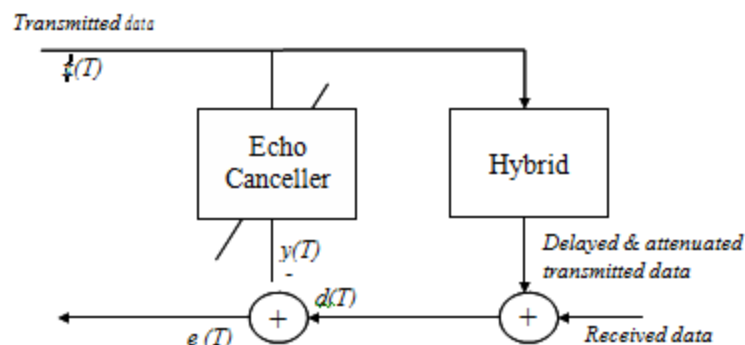 Transmitted data
(T)
Echo
Canceller
Hybrid
y(T)
-
Delayed & attenuated
transmitted data
d(T)
+
+
e (T)
Received data